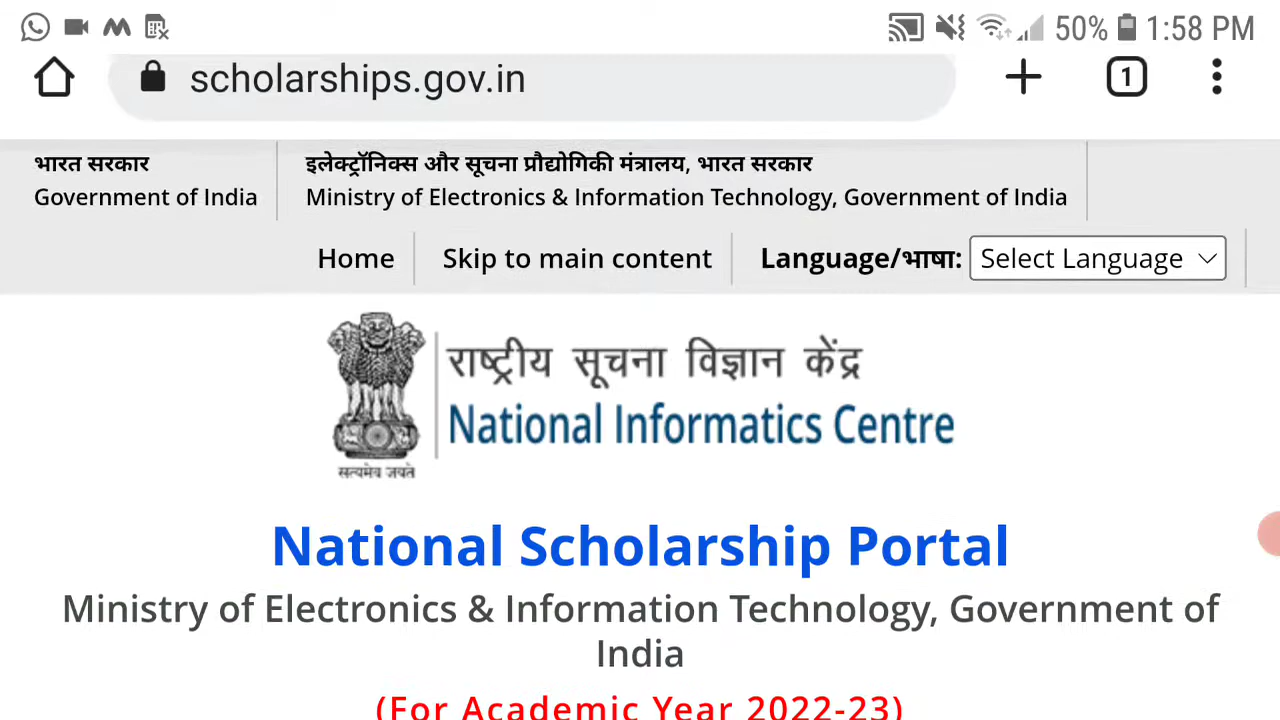 50% 1:58 PM
scholarships.gov.in 1
भारत सरकार
Government of India
इलेक्ट्रॉनिक्स और सूचना प्रौद्योगिकी मंत्रालय, भारत सरकार
Ministry of Electronics & Information Technology, Government of India
Home Skip to main content Language/भाषा: Select Language
राष्ट्रीय सूचना विज्ञान केंद्र
National Informatics Centre
सत्यमेव जयते
National Scholarship Portal
Ministry of Electronics & Information Technology, Government of
India
(For Academic Year 2022-23)